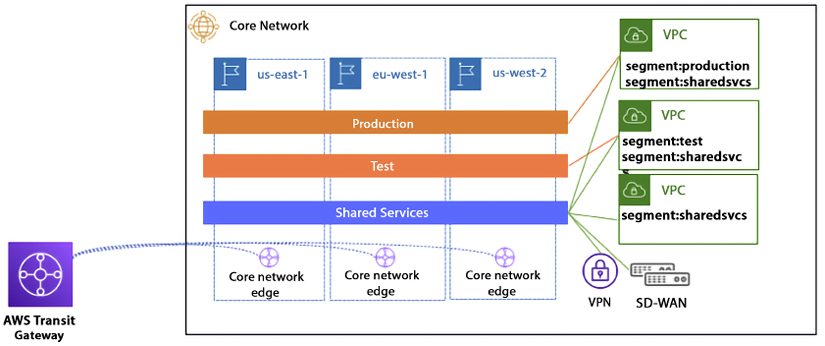 Core Network
us-east-1
eu-west-1
us-west-2
VPC
segment:production
segment:sharedsvcs
Production
VPC
segment:test
segment:sharedsvc
s
Test
VPC
segment:sharedsvcs
Shared Services
Core network
edge
Core network
edge
Core network
edge
VPN
SD-WAN
AWS Transit
Gateway